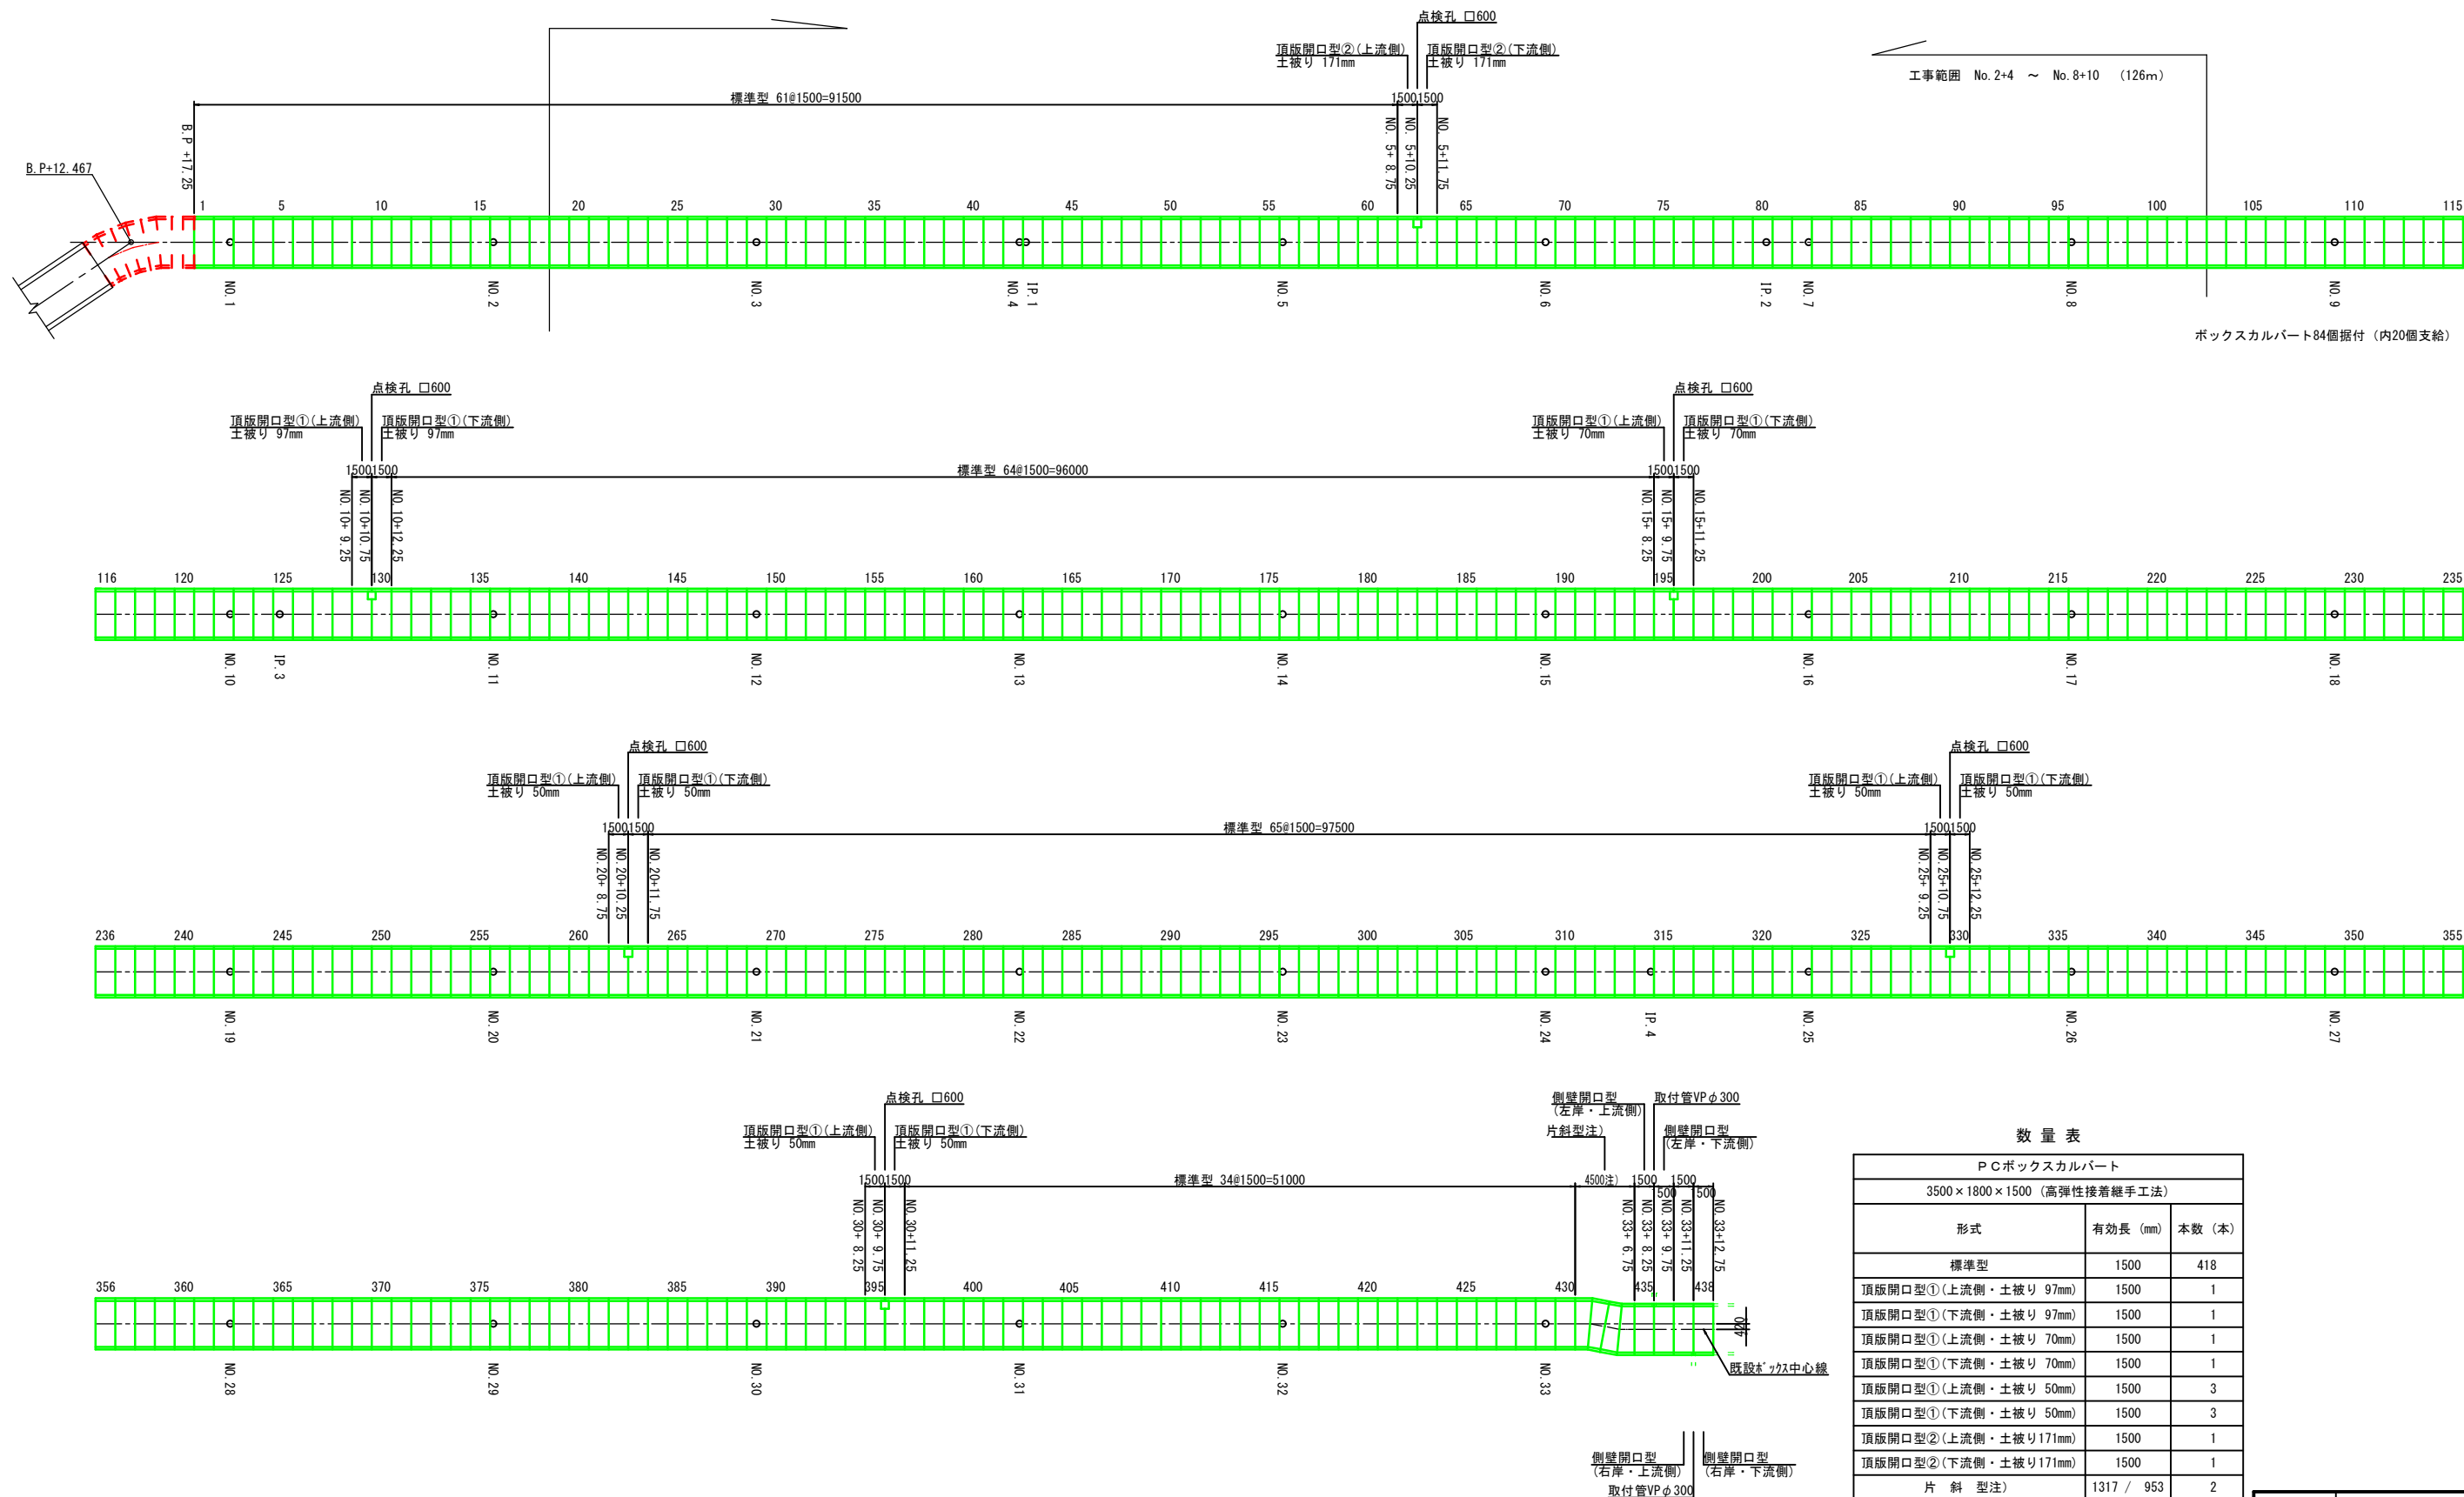 点検孔 □600
頂版開口型②(上流側)
土被り 171mm
頂版開口型②(下流側)
土被り 171mm
工事範囲 No.2+4 ～ No.8+10 (126m)
標準型 61@1500=91500
1500
1500
B.P+12.467
B.P +17.25
NO. 5+ 8.75
NO. 5+10.25
NO. 5+11.75
1 5 10 15 20 25 30 35 40 45 50 55 60 65 70 75 80 85 90 95 100 105 110 115
NO.1 NO.2 NO.3 NO.4 IP.1 NO.5 NO.6 IP.2 NO.7 NO.8 NO.9
ボックスカルバート84個据付 (内20個支給)
点検孔 □600
頂版開口型①(上流側)
土被り 97mm
頂版開口型①(下流側)
土被り 97mm
点検孔 □600
頂版開口型①(上流側)
土被り 70mm
頂版開口型①(下流側)
土被り 70mm
1500
1500
標準型 64@1500=96000
1500
1500
NO.10+ 9.25
NO.10+10.75
NO.10+12.25
NO.15+ 8.25
NO.15+ 9.75
NO.15+11.25
116 120 125 130 135 140 145 150 155 160 165 170 175 180 185 190 195 200 205 210 215 220 225 230 235
NO.10 IP.3 NO.11 NO.12 NO.13 NO.14 NO.15 NO.16 NO.17 NO.18
点検孔 □600
頂版開口型①(上流側)
土被り 50mm
頂版開口型①(下流側)
土被り 50mm
点検孔 □600
頂版開口型①(上流側)
土被り 50mm
頂版開口型①(下流側)
土被り 50mm
1500
1500
標準型 65@1500=97500
1500
1500
NO.20+ 8.75
NO.20+10.25
NO.20+11.75
NO.25+ 9.25
NO.25+10.75
NO.25+12.25
236 240 245 250 255 260 265 270 275 280 285 290 295 300 305 310 315 320 325 330 335 340 345 350 355
NO.19 NO.20 NO.21 NO.22 NO.23 NO.24 IP.4 NO.25 NO.26 NO.27
点検孔 □600
頂版開口型①(上流側)
土被り 50mm
頂版開口型①(下流側)
土被り 50mm
側壁開口型
(左岸・上流側)
取付管VPφ300
片斜型注)
側壁開口型
(左岸・下流側)
1500
1500
標準型 34@1500=51000
4500注)
1500
500
1500
500
NO.30+ 8.25
NO.30+ 9.75
NO.30+11.25
NO.33+ 6.75
NO.33+ 8.25
NO.33+ 9.75
NO.33+11.25
NO.33+12.75
356 360 365 370 375 380 385 390 395 400 405 410 415 420 425 430 435 438
420
既設ﾎﾞｯｸｽ中心線
NO.28 NO.29 NO.30 NO.31 NO.32 NO.33
側壁開口型
(右岸・上流側)
側壁開口型
(右岸・下流側)
取付管VPφ300
数量表
PCボックスカルバート
3500×1800×1500 (高弾性接着継手工法)
形式 有効長 (mm) 本数 (本)
標準型 1500 418
頂版開口型①(上流側・土被り 97mm) 1500 1
頂版開口型①(下流側・土被り 97mm) 1500 1
頂版開口型①(上流側・土被り 70mm) 1500 1
頂版開口型①(下流側・土被り 70mm) 1500 1
頂版開口型①(上流側・土被り 50mm) 1500 3
頂版開口型①(下流側・土被り 50mm) 1500 3
頂版開口型②(上流側・土被り171mm) 1500 1
頂版開口型②(下流側・土被り171mm) 1500 1
片 斜 型注) 1317 / 953 2